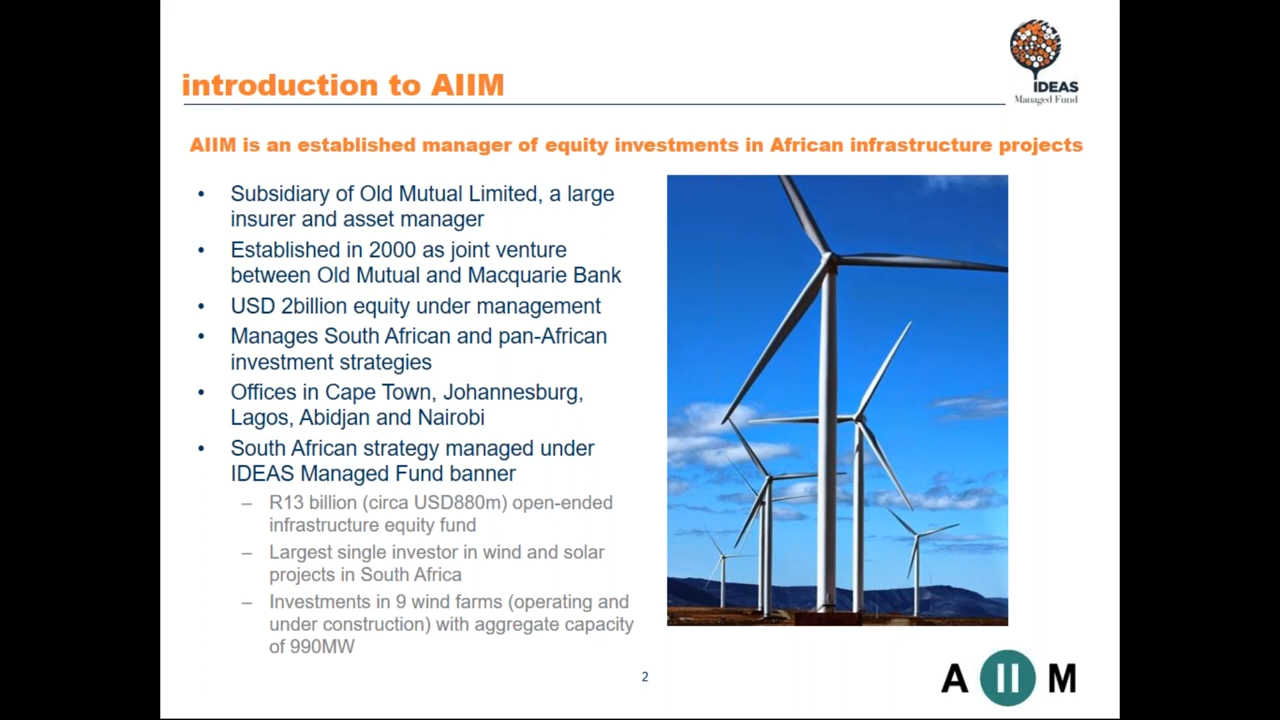 introduction to AIIM
IDEAS
Managed Fund
AIIM is an established manager of equity investments in African infrastructure projects
• Subsidiary of Old Mutual Limited, a large
insurer and asset manager
• Established in 2000 as joint venture
between Old Mutual and Macquarie Bank
• USD 2billion equity under management
• Manages South African and pan-African
investment strategies
• Offices in Cape Town, Johannesburg,
Lagos, Abidjan and Nairobi
• South African strategy managed under
IDEAS Managed Fund banner
– R13 billion (circa USD880m) open-ended
infrastructure equity fund
– Largest single investor in wind and solar
projects in South Africa
– Investments in 9 wind farms (operating and
under construction) with aggregate capacity
of 990MW
2
A II M